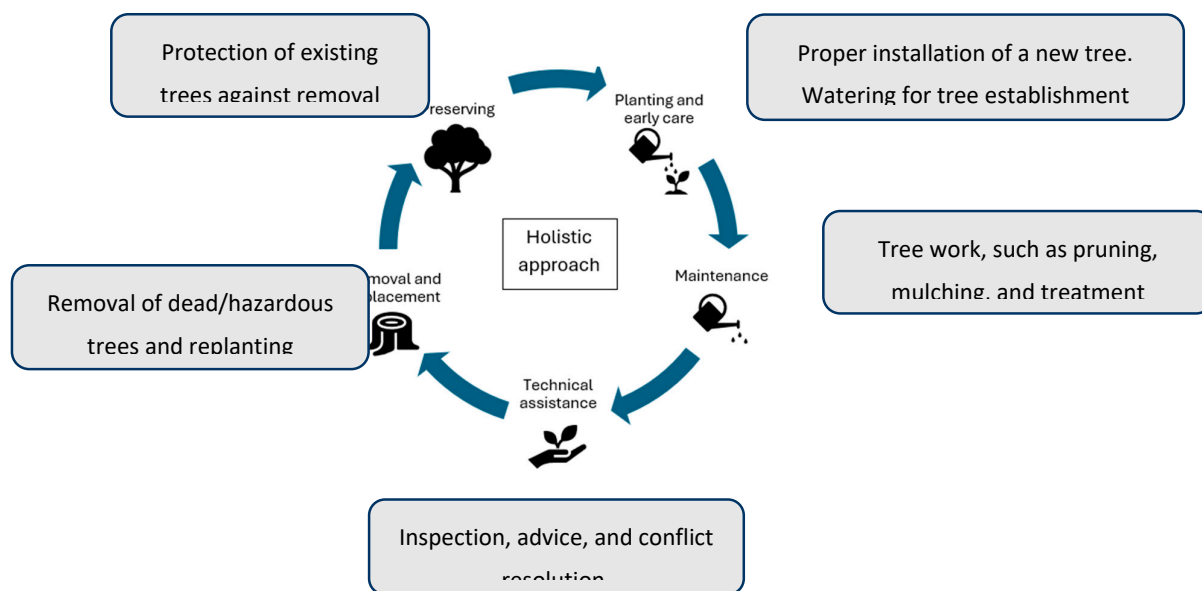 Protection of existing
trees against removal
reserving
Planting and
early care
Proper installation of a new tree.
Watering for tree establishment
Holistic
approach
Maintenance
Tree work, such as pruning,
mulching, and treatment
moval and
placement
Removal of dead/hazardous
trees and replanting
Technical
assistance
Inspection, advice, and conflict
resolution